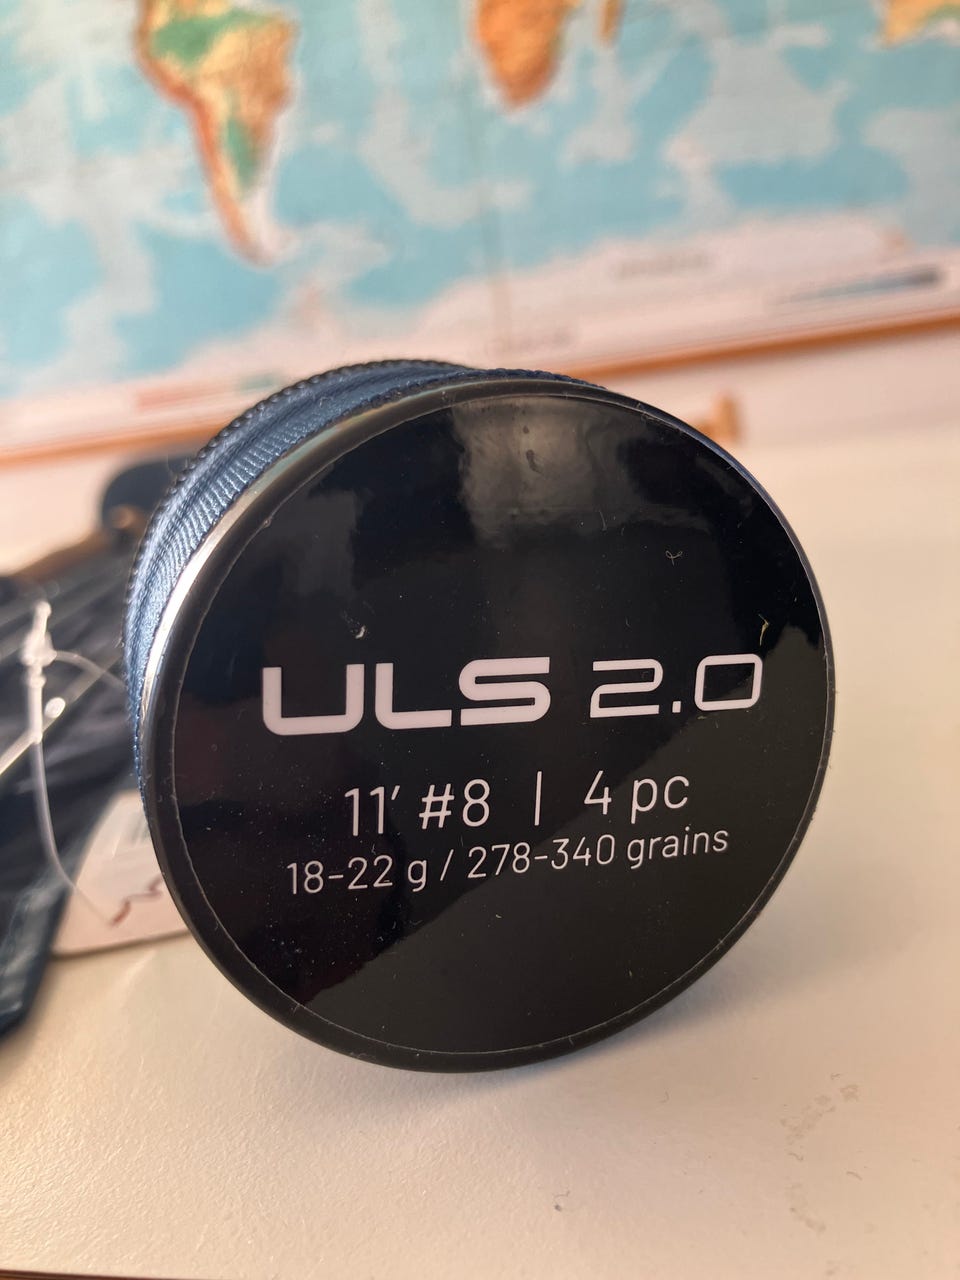 ULS 2.0
11' #8 | 4 pc
18-22 g / 278-340 grains